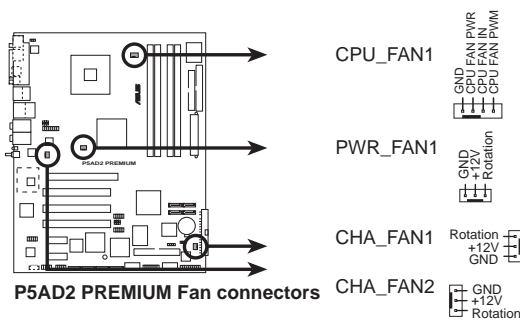 CPU_FAN1
GND
CPU FAN PWR
CPU FAN IN
CPU FAN PWM
ASUS
P5AD2 PREMIUM
PWR_FAN1
GND
+12V
Rotation
CHA_FAN1
Rotation
+12V
GND
CHA_FAN2
GND
+12V
Rotation
P5AD2 PREMIUM Fan connectors